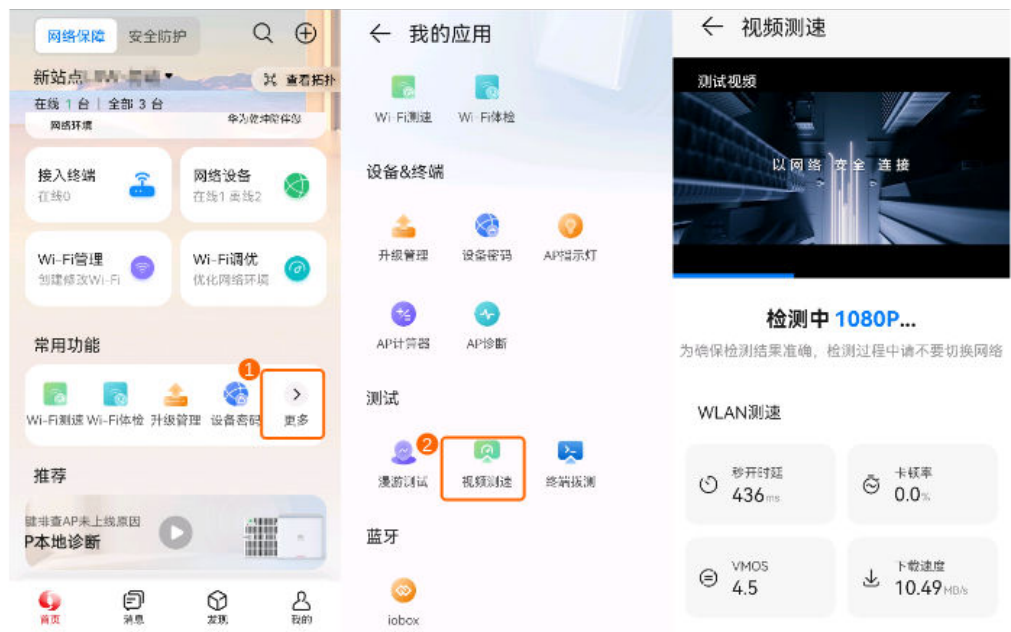 网络保障 安全防护
新站点
查看拓扑
在线 1 台 | 全部 3 台
网络环境 华为乾坤陪伴您
接入终端
在线0
网络设备
在线1 离线2
Wi-Fi管理
创建修改Wi-Fi
Wi-Fi调优
优化网络环境
常用功能
1
Wi-Fi测速 Wi-Fi体检 升级管理 设备密码 更多
推荐
键排查AP未上线原因
P本地诊断
首页 消息 发现 我的
我的应用
Wi-Fi测速 Wi-Fi体检
设备&终端
升级管理 设备密码 AP指示灯
AP计算器 AP诊断
测试
2
漫游测试 视频测速 终端拨测
蓝牙
iobox
视频测速
测试视频
以网络 安全 连接
检测中 1080P...
为确保检测结果准确，检测过程中请不要切换网络
WLAN测速
秒开时延
436ms
卡顿率
0.0%
VMOS
4.5
下载速度
10.49MB/s